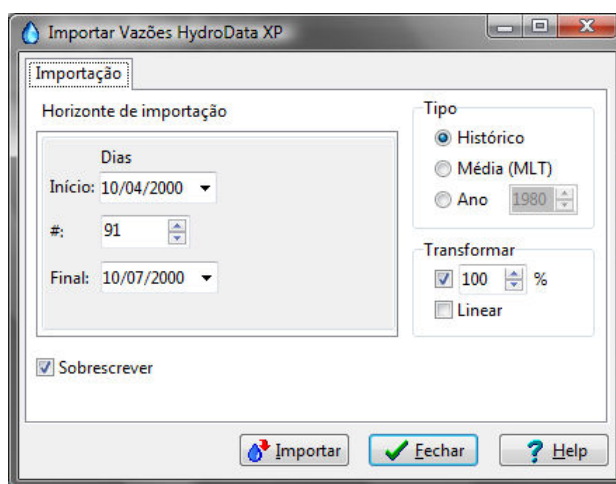 Importar Vazões HydroData XP
Importação
Horizonte de importação
Dias
Início: 10/04/2000
#: 91
Final: 10/07/2000
Sobrescrever
Tipo
Histórico
Média (MLT)
Ano 1980
Transformar
100 %
Linear
Importar Fechar ? Help